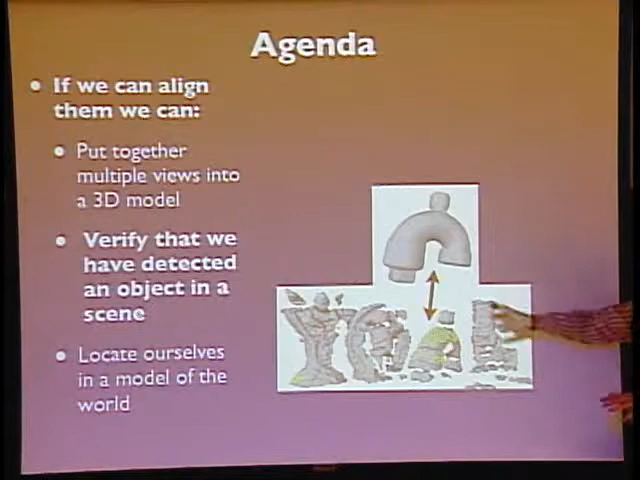 Agenda
If we can align
them we can:
Put together
multiple views into
a 3D model
Verify that we
have detected
an object in a
scene
Locate ourselves
in a model of the
world